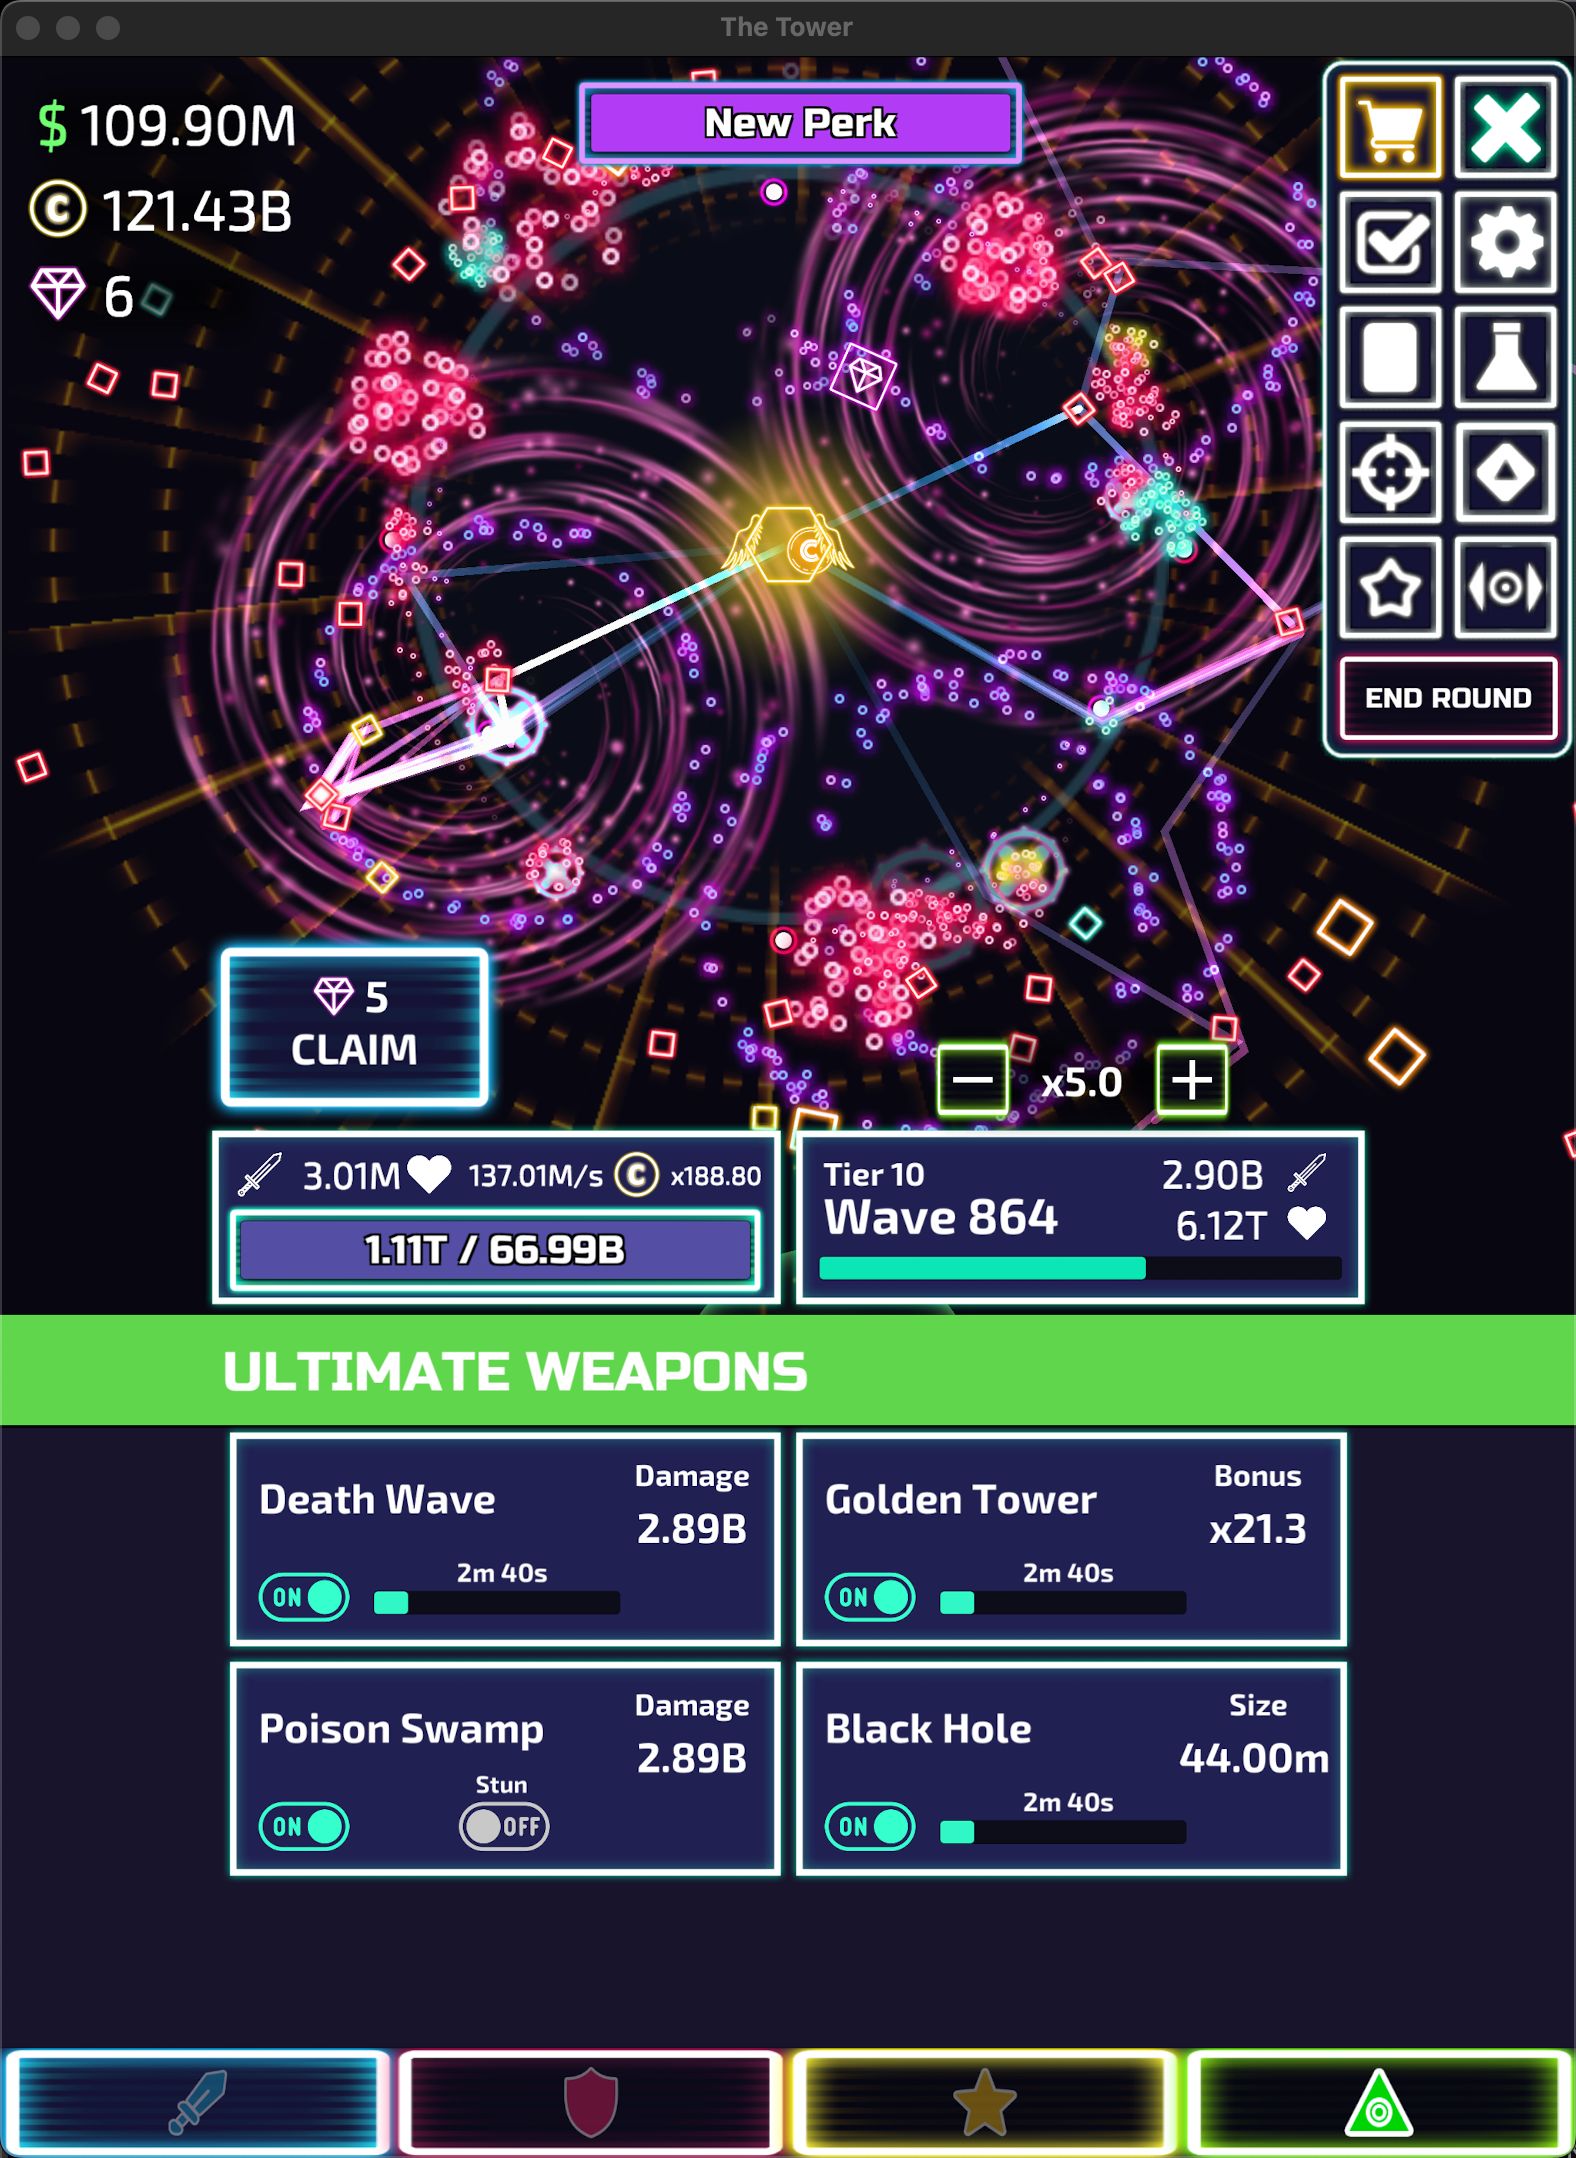 The Tower
$ 109.90M
New Perk
C 121.43B
6
C
END ROUND
5
CLAIM
x5.0
3.01M 137.01M/s C x188.80
1.11T / 66.99B
Tier 10 2.90B
Wave 864 6.12T
ULTIMATE WEAPONS
Death Wave Damage
2.89B
2m 40s
ON
Golden Tower Bonus
x21.3
2m 40s
ON
Poison Swamp Damage
2.89B
Stun
ON OFF
Black Hole Size
44.00m
2m 40s
ON